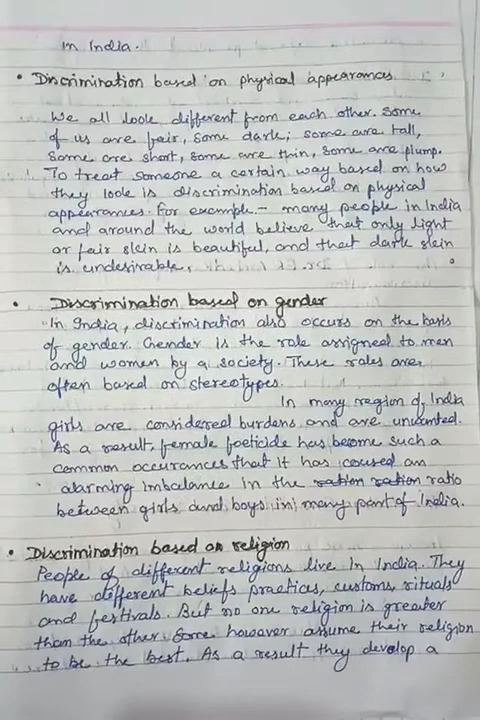 in India.
• Discrimination based on physical appearances
We all look different from each other. Some
of us are fair, some dark; some are tall,
some are short, some are thin, some are plump.
To treat someone a certain way based on how
they look is discrimination based on physical
appearances. For example - many people in India
and around the world believe that only light
or fair skin is beautiful, and that dark skin
is undesirable.
• Discrimination based on gender
In India, discrimination also occurs on the basis
of gender. Gender is the role assigned to men
and women by a society. These roles are
often based on stereotypes.
In many region of India
girls are considered burdens and are unwanted.
As a result, female foeticide has become such a
common occurances that it has coused an
alarming imbalance in the ration ration ratio
between girls and boys in many part of India.
• Discrimination based on religion
People of different religions live in India. They
have different beliefs practices, customs, rituals
and festivals. But no one religion is greater
than the other. Some however assume their religion
to be the best. As a result they develop a